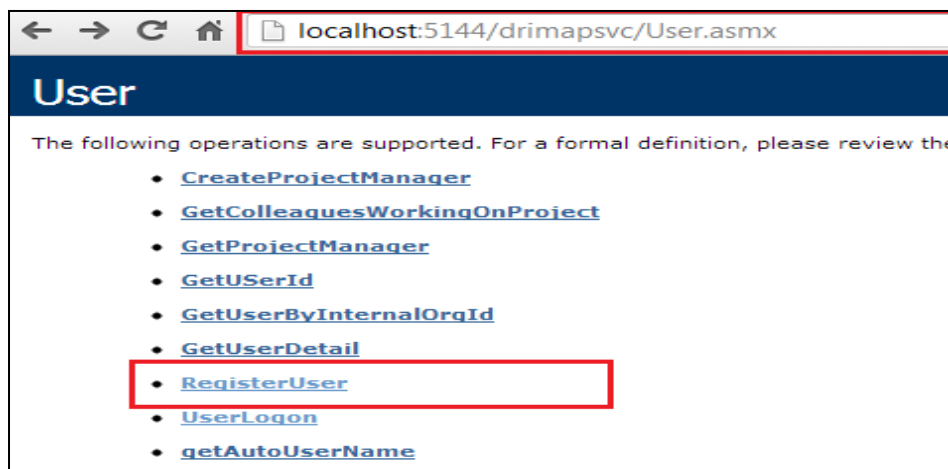 localhost:5144/drimapsvc/User.asmx
User
The following operations are supported. For a formal definition, please review the
CreateProjectManager
GetColleaguesWorkingOnProject
GetProjectManager
GetUSerId
GetUserByInternalOrgId
GetUserDetail
RegisterUser
UserLogon
getAutoUserName